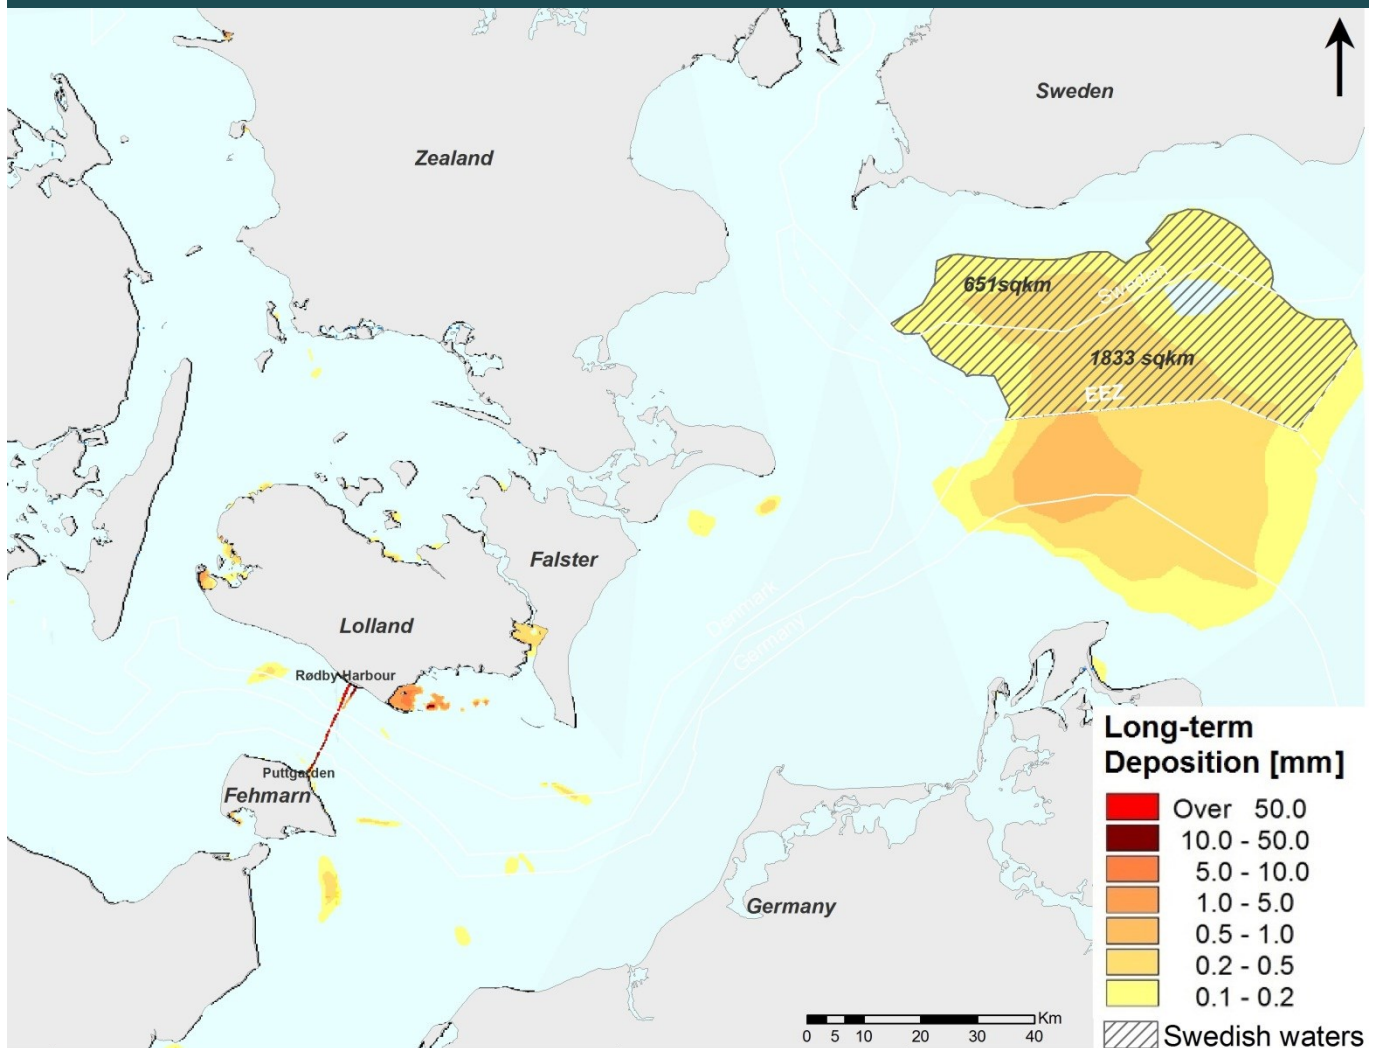 Sweden
Zealand
651sqkm
Sweden
1833 sqkm
EEZ
Falster
Denmark
Germany
Lolland
Rødby Harbour
Puttgarden
Fehmarn
Germany
Long-term
Deposition [mm]
Over 50.0
10.0 - 50.0
5.0 - 10.0
1.0 - 5.0
0.5 - 1.0
0.2 - 0.5
0.1 - 0.2
Swedish waters
Km
0 5 10 20 30 40